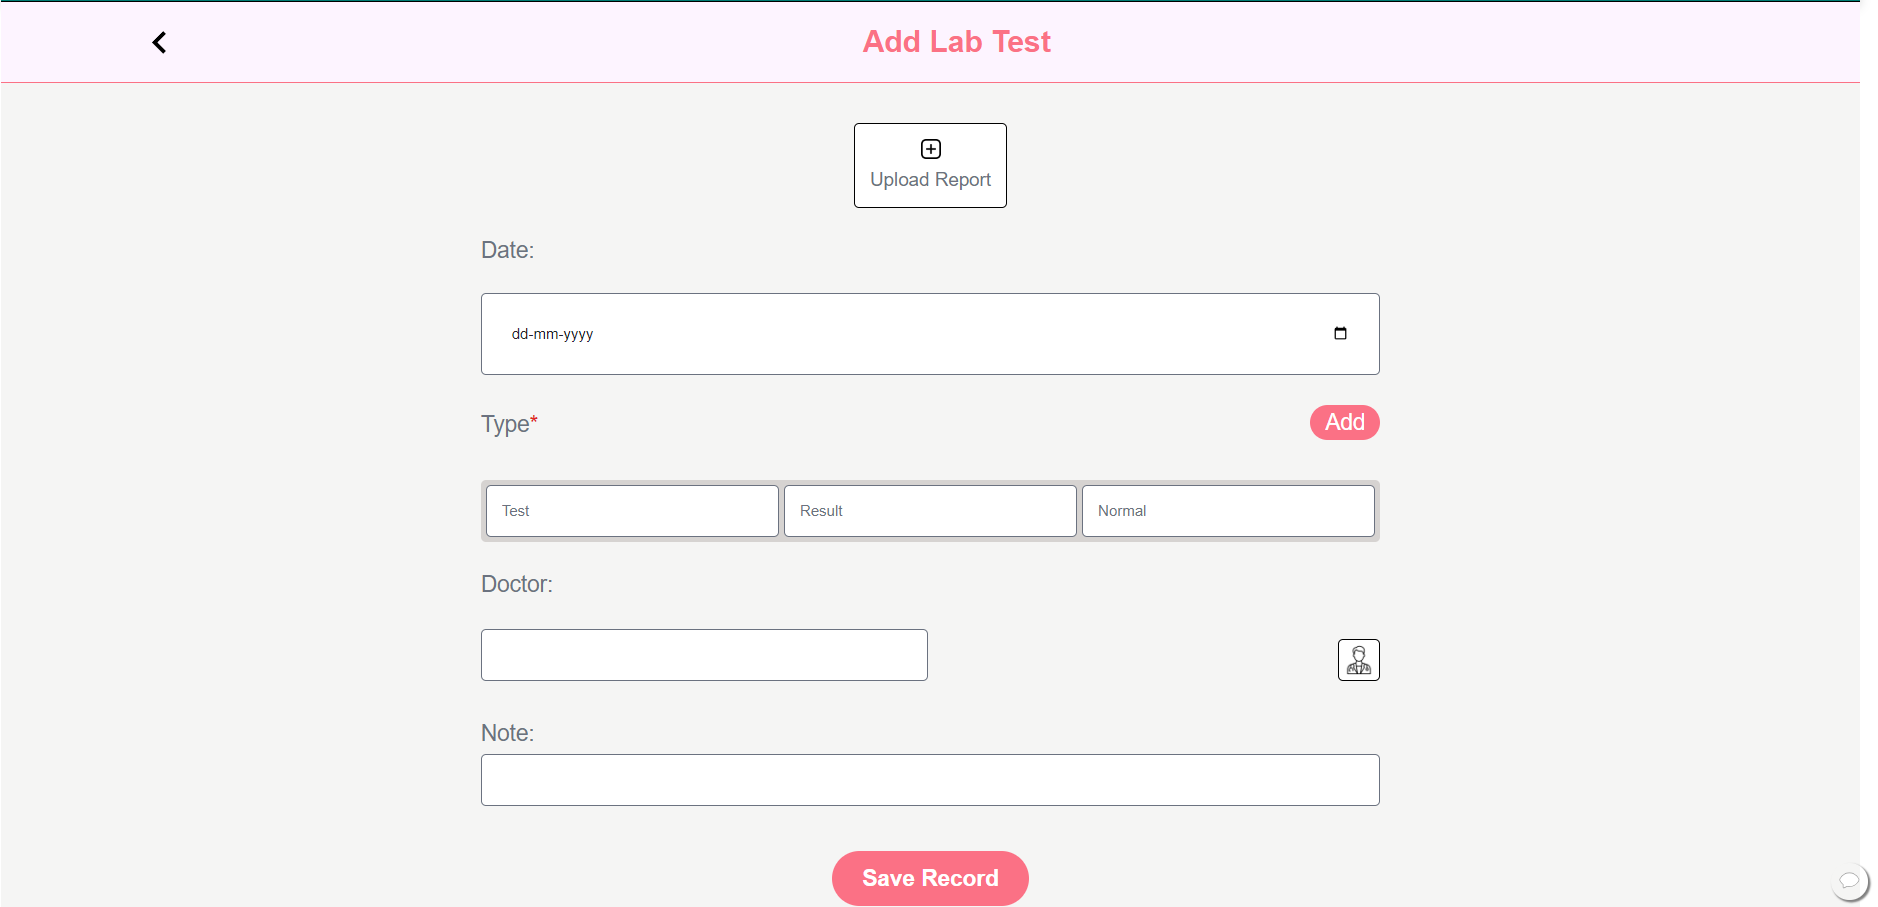 Add Lab Test
Upload Report
Date:
dd-mm-yyyy
Type*
Add
Test
Result
Normal
Doctor:
Note:
Save Record